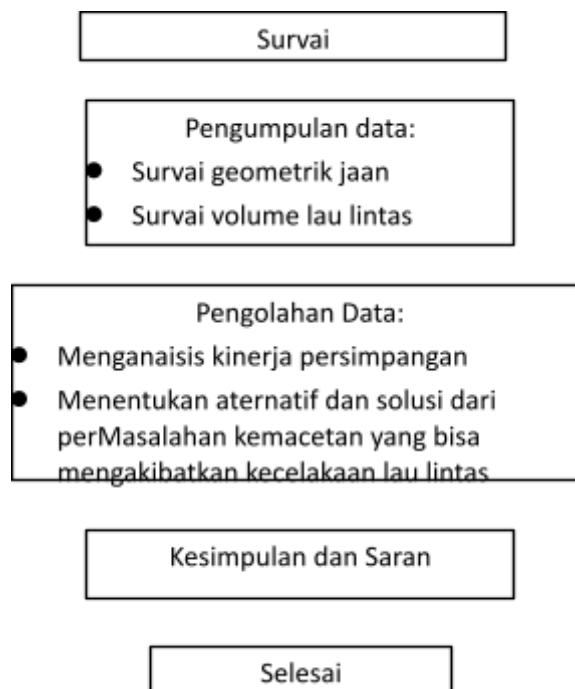 Survai
Pengumpulan data:
● Survai geometrik jaan
● Survai volume lau lintas
Pengolahan Data:
● Menganaisis kinerja persimpangan
● Menentukan aternatif dan solusi dari
perMasalahan kemacetan yang bisa
mengakibatkan kecelakaan lau lintas
Kesimpulan dan Saran
Selesai